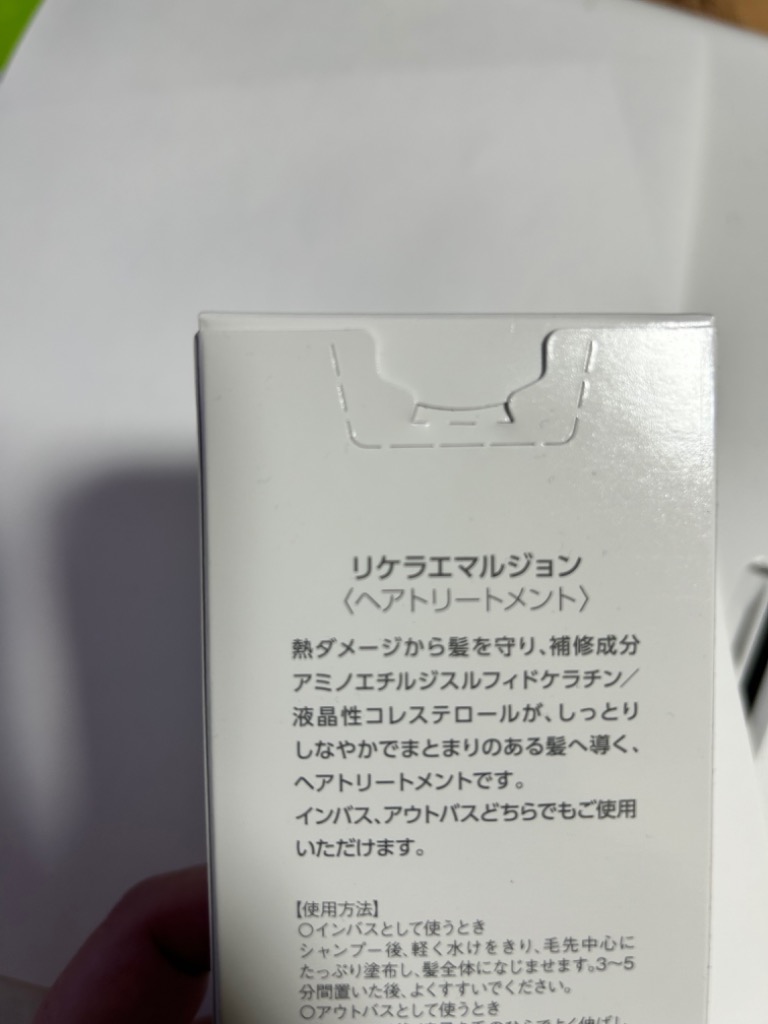 リケラエマルジョン
〈ヘアトリートメント〉
熱ダメージから髪を守り、補修成分
アミノエチルジスルフィドケラチン/
液晶性コレステロールが、しっとり
しなやかでまとまりのある髪へ導く、
ヘアトリートメントです。
インバス、アウトバスどちらでもご使用
いただけます。
【使用方法】
○インバスとして使うとき
シャンプー後、軽く水けをきり、毛先中心に
たっぷり塗布し、髪全体になじませます。3〜5
分間置いた後、よくすすいでください。
○アウトバスとして使うとき